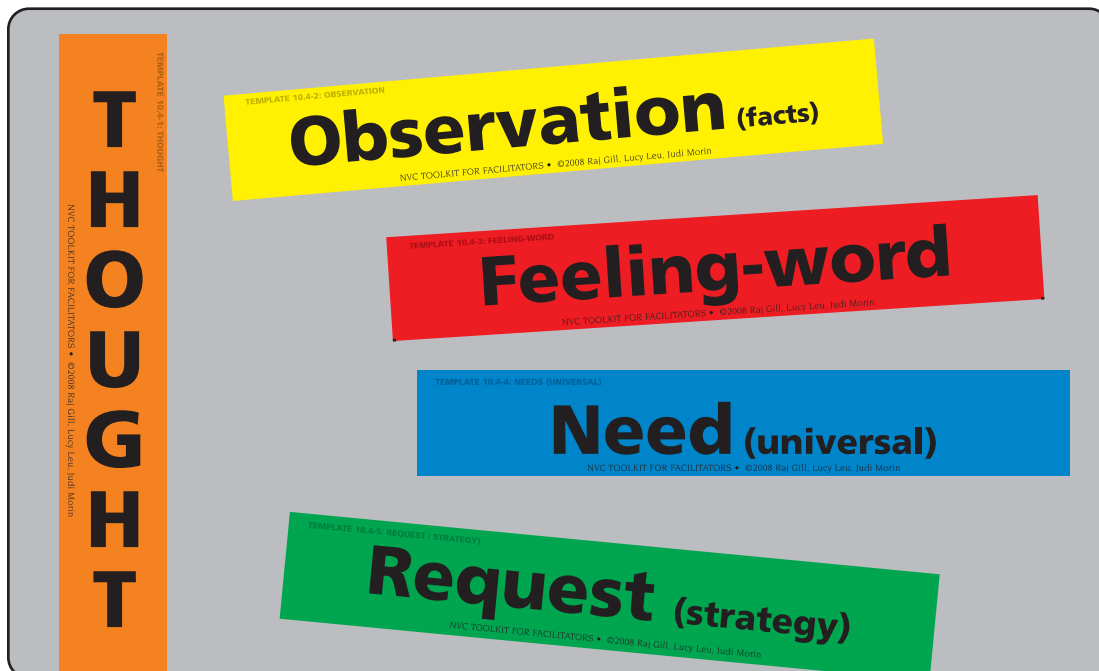 TEMPLATE 10.4-1: THOUGHT
THOUGHT
NVC TOOLKIT FOR FACILITATORS • ©2008 Raj Gill, Lucy Leu, Judi Morin
TEMPLATE 10.4-2: OBSERVATION
Observation (facts)
NVC TOOLKIT FOR FACILITATORS • ©2008 Raj Gill, Lucy Leu, Judi Morin
TEMPLATE 10.4-3: FEELING-WORD
Feeling-word
NVC TOOLKIT FOR FACILITATORS • ©2008 Raj Gill, Lucy Leu, Judi Morin
TEMPLATE 10.4-4: NEEDS (UNIVERSAL)
Need (universal)
NVC TOOLKIT FOR FACILITATORS • ©2008 Raj Gill, Lucy Leu, Judi Morin
TEMPLATE 10.4-5: REQUEST / STRATEGY)
Request (strategy)
NVC TOOLKIT FOR FACILITATORS • ©2008 Raj Gill, Lucy Leu, Judi Morin